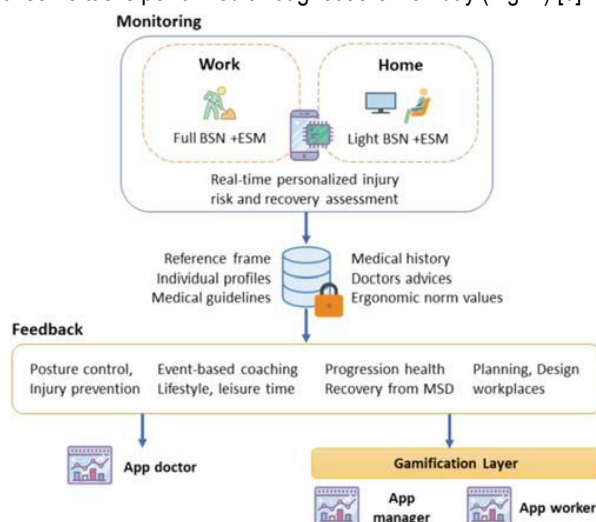 Monitoring
Work
Home
Full BSN +ESM
Light BSN +ESM
Real-time personalized injury
risk and recovery assessment
Reference frame
Individual profiles
Medical guidelines
Medical history
Doctors advices
Ergonomic norm values
Feedback
Posture control,
Injury prevention
Event-based coaching
Lifestyle, leisure time
Progression health
Recovery from MSD
Planning, Design
workplaces
App doctor
Gamification Layer
App
manager
App worker